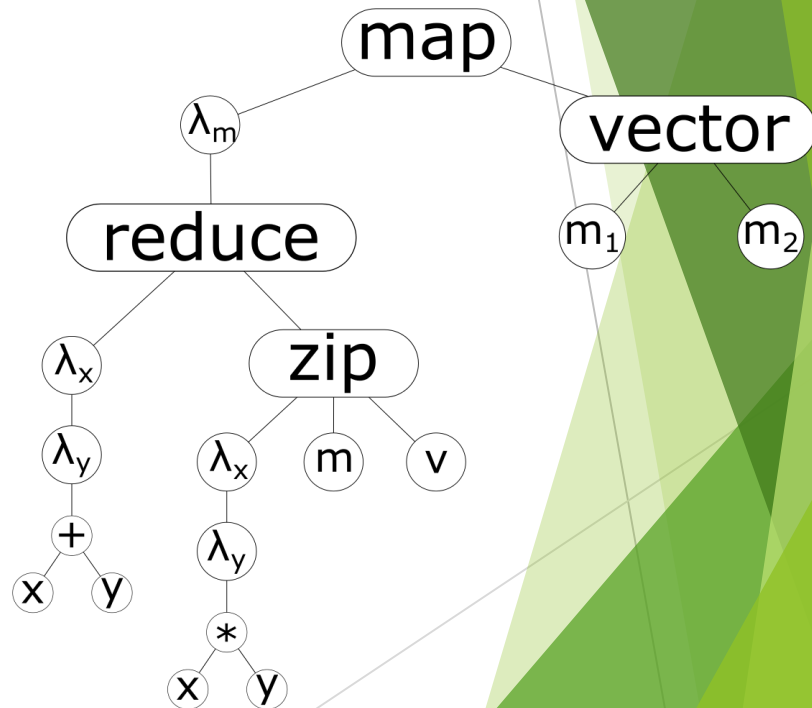 map
λm
vector
reduce
m1
m2
λx
zip
λy
λx
m
v
+
λy
x
y
*
x
y